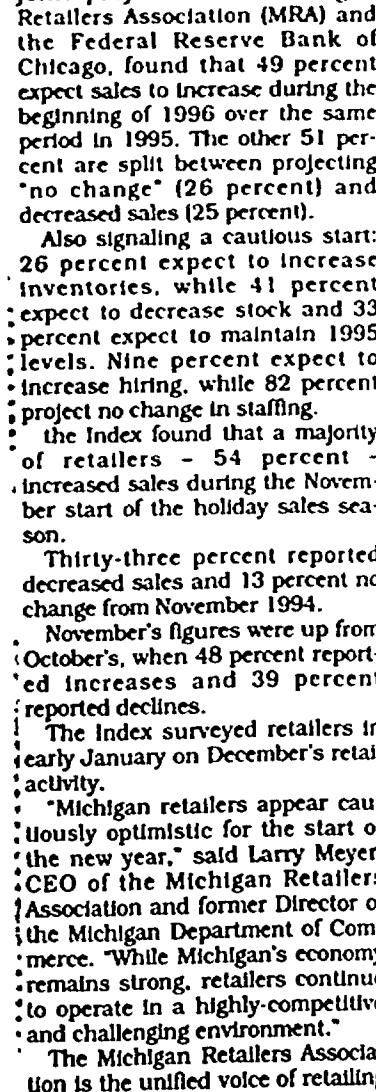 Retailers Association (MRA) and
the Federal Reserve Bank of
Chicago, found that 49 percent
expect sales to increase during the
beginning of 1996 over the same
period in 1995. The other 51 per-
cent are split between projecting
"no change" (26 percent) and
decreased sales (25 percent).
Also signaling a cautious start:
26 percent expect to increase
inventories, while 41 percent
expect to decrease stock and 33
percent expect to maintain 1995
levels. Nine percent expect to
increase hiring, while 82 percent
project no change in staffing.
the Index found that a majority
of retailers - 54 percent -
increased sales during the Novem-
ber start of the holiday sales sea-
son.
Thirty-three percent reported
decreased sales and 13 percent no
change from November 1994.
November's figures were up from
October's, when 48 percent report-
ed increases and 39 percent
reported declines.
The Index surveyed retailers in
early January on December's retai
activity.
"Michigan retailers appear cau
tiously optimistic for the start o
the new year," said Larry Meyer
CEO of the Michigan Retailers
Association and former Director o
the Michigan Department of Com
merce. "While Michigan's economy
remains strong, retailers continue
to operate in a highly-competitive
and challenging environment."
The Michigan Retailers Associa
tion is the unified voice of retailin